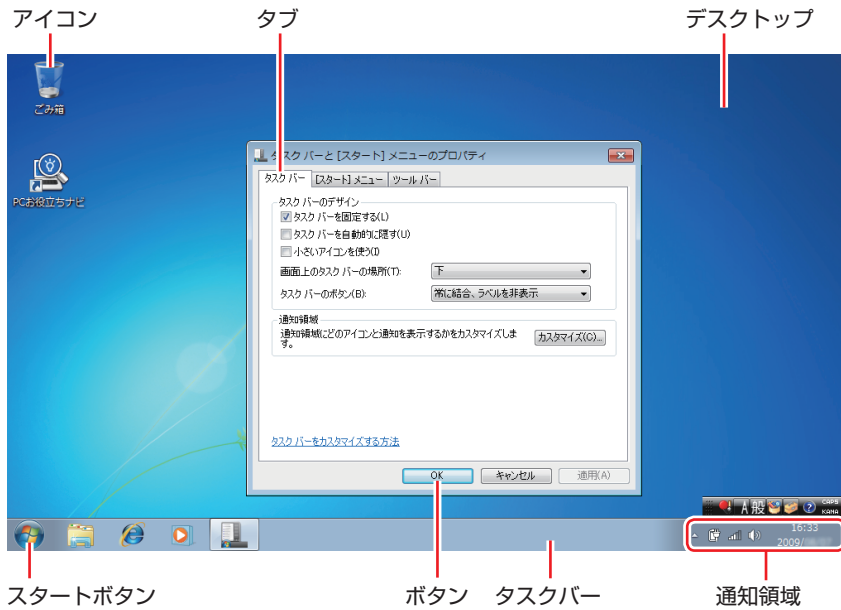 アイコン
タブ
デスクトップ
ごみ箱
PCお役立ちナビ
タスク バーと [スタート] メニューのプロパティ
タスク バー
[スタート] メニュー
ツール バー
タスク バーのデザイン
タスク バーを固定する(L)
タスク バーを自動的に隠す(U)
小さいアイコンを使う(I)
画面上のタスク バーの場所(T): 下
タスク バーのボタン(B): 常に結合、ラベルを非表示
通知領域
通知領域にどのアイコンと通知を表示するかをカスタマイズしま
す。
カスタマイズ(C)...
タスク バーをカスタマイズする方法
OK
キャンセル
適用(A)
A 般
CAPS
KANA
16:33
2009/
スタートボタン
ボタン
タスクバー
通知領域